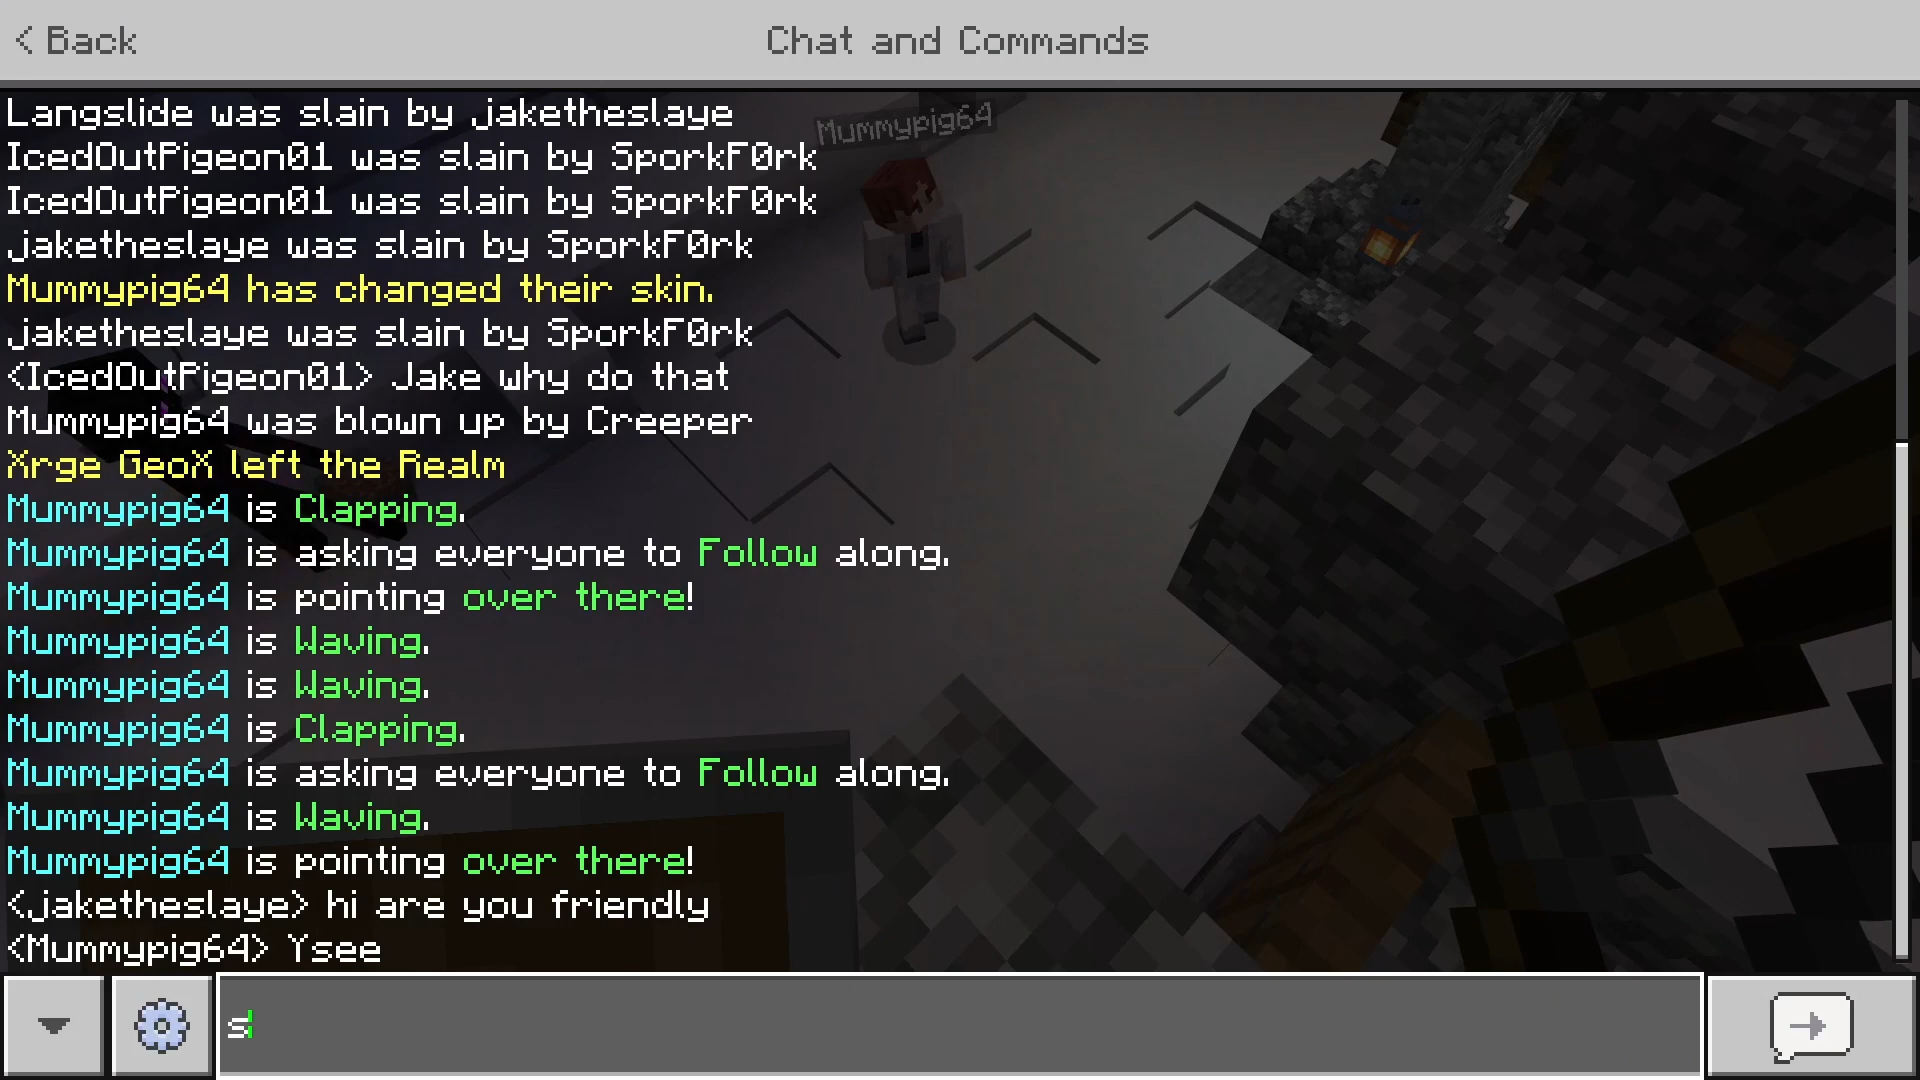 < Back
Chat and Commands
Langslide was slain by jaketheslaye
Mummypig64
IcedOutPigeon01 was slain by SporkF0rk
IcedOutPigeon01 was slain by SporkF0rk
jaketheslaye was slain by SporkF0rk
Mummypig64 has changed their skin.
jaketheslaye was slain by SporkF0rk
<IcedOutPigeon01> Jake why do that
Mummypig64 was blown up by Creeper
Xrge GeoX left the Realm
Mummypig64 is Clapping.
Mummypig64 is asking everyone to Follow along.
Mummypig64 is pointing over there!
Mummypig64 is Waving.
Mummypig64 is Waving.
Mummypig64 is Clapping.
Mummypig64 is asking everyone to Follow along.
Mummypig64 is Waving.
Mummypig64 is pointing over there!
<jaketheslaye> hi are you friendly
<Mummypig64> Ysee
s